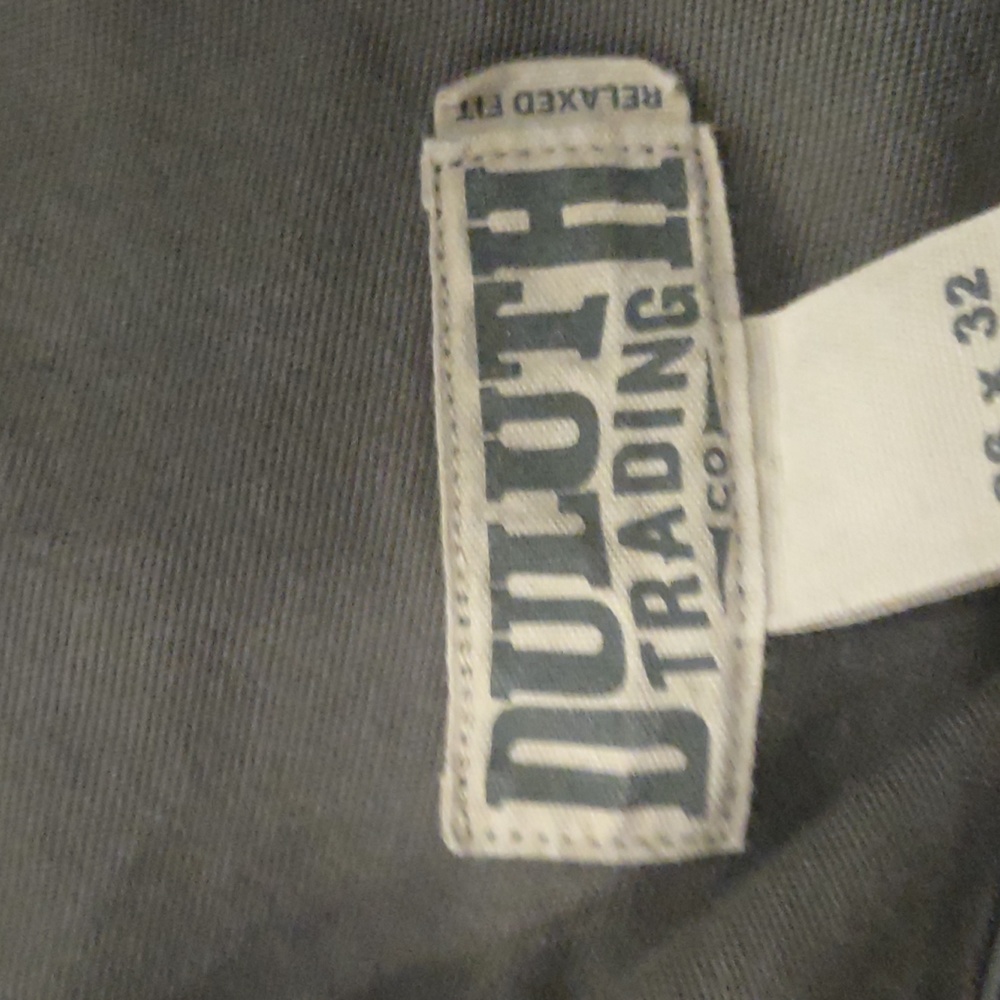 RELAXED FIT
DULUTH
TRADING
CO
X 32